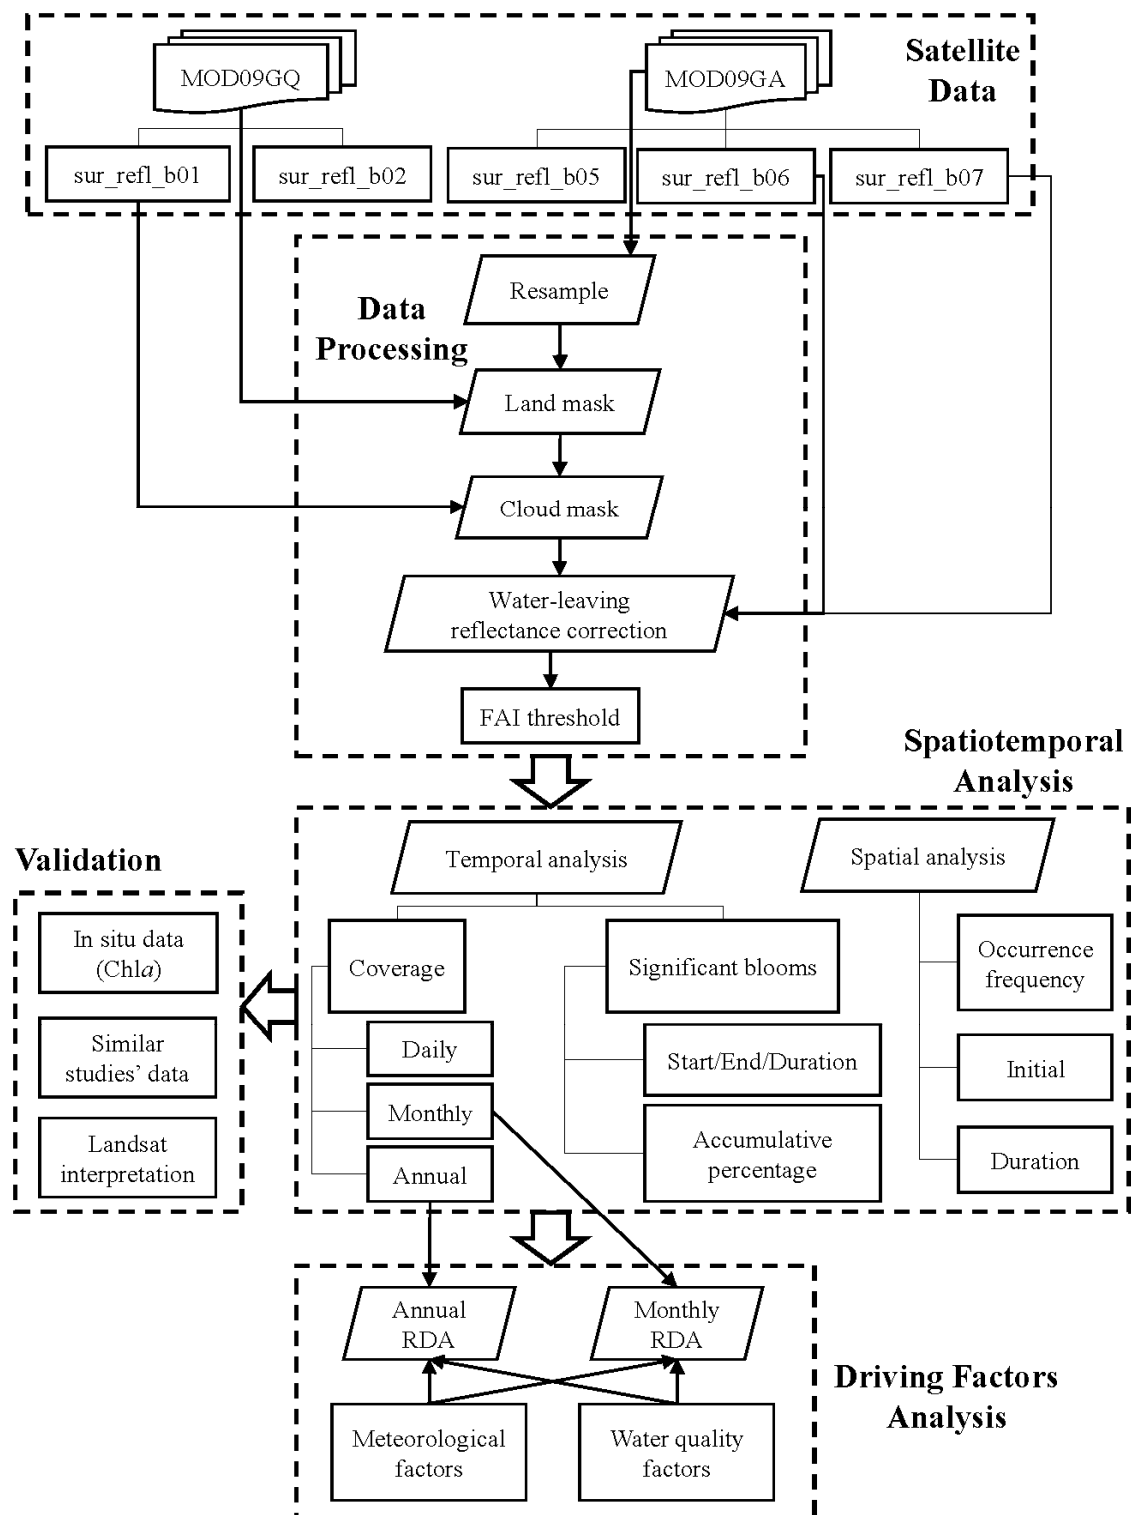 MOD09GQ
MOD09GA
Satellite
Data
sur_refl_b01
sur_refl_b02
sur_refl_b05
sur_refl_b06
sur_refl_b07
Data
Processing
Resample
Land mask
Cloud mask
Water-leaving
reflectance correction
FAI threshold
Spatiotemporal
Analysis
Validation
In situ data
(Chla)
Similar
studies’ data
Landsat
interpretation
Temporal analysis
Coverage
Daily
Monthly
Annual
Significant blooms
Start/End/Duration
Accumulative
percentage
Spatial analysis
Occurrence
frequency
Initial
Duration
Annual
RDA
Monthly
RDA
Driving Factors
Analysis
Meteorological
factors
Water quality
factors